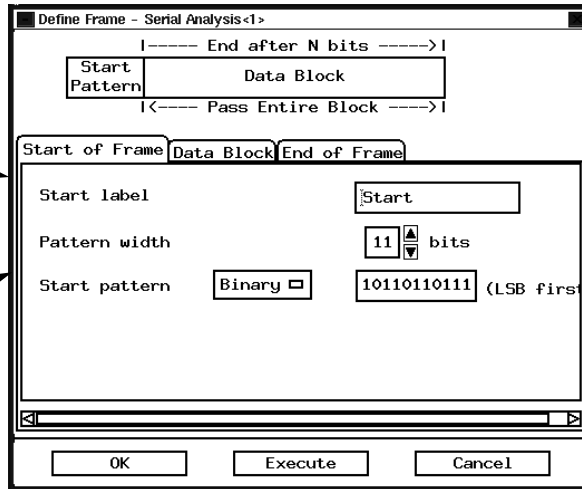 Define Frame - Serial Analysis<1>
|----- End after N bits ----->|
Start Pattern
Data Block
|<---- Pass Entire Block ---->|
Start of Frame Data Block End of Frame
Start label Start
Pattern width 11 bits
Start pattern Binary 10110110111 (LSB first
OK Execute Cancel